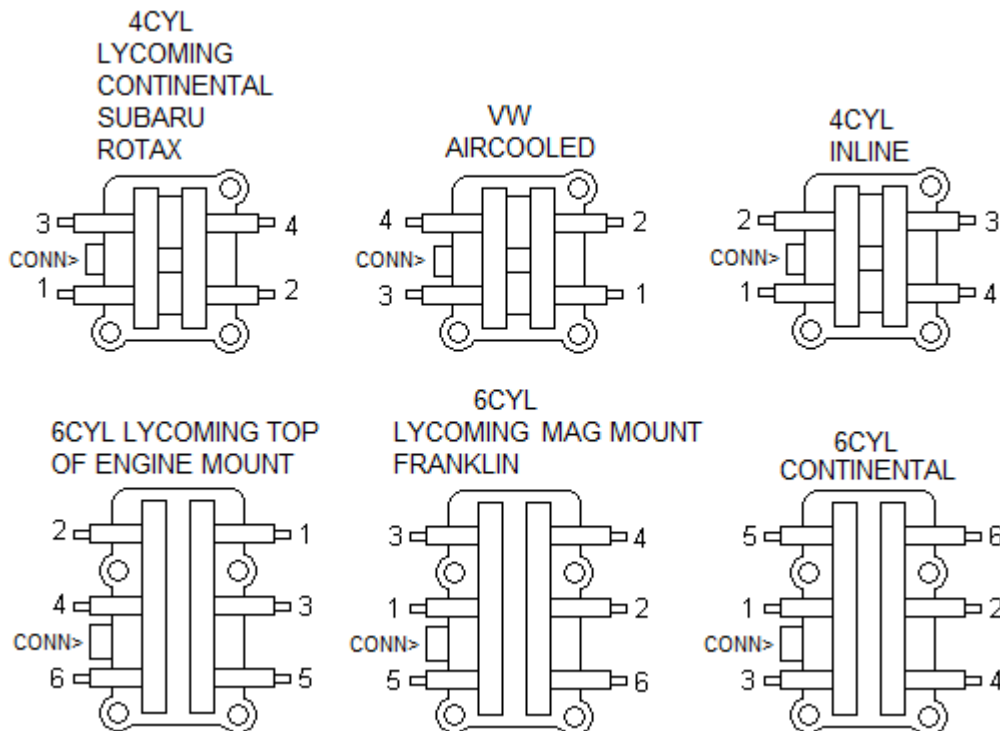 4CYL
LYCOMING
CONTINENTAL
SUBARU
ROTAX
3
4
CONN>
1
2
VW
AIRCOOLED
4
2
CONN>
3
1
4CYL
INLINE
2
3
CONN>
1
4
6CYL LYCOMING TOP
OF ENGINE MOUNT
2
1
4
3
CONN>
6
5
6CYL
LYCOMING MAG MOUNT
FRANKLIN
3
4
1
2
CONN>
5
6
6CYL
CONTINENTAL
5
6
1
2
CONN>
3
4